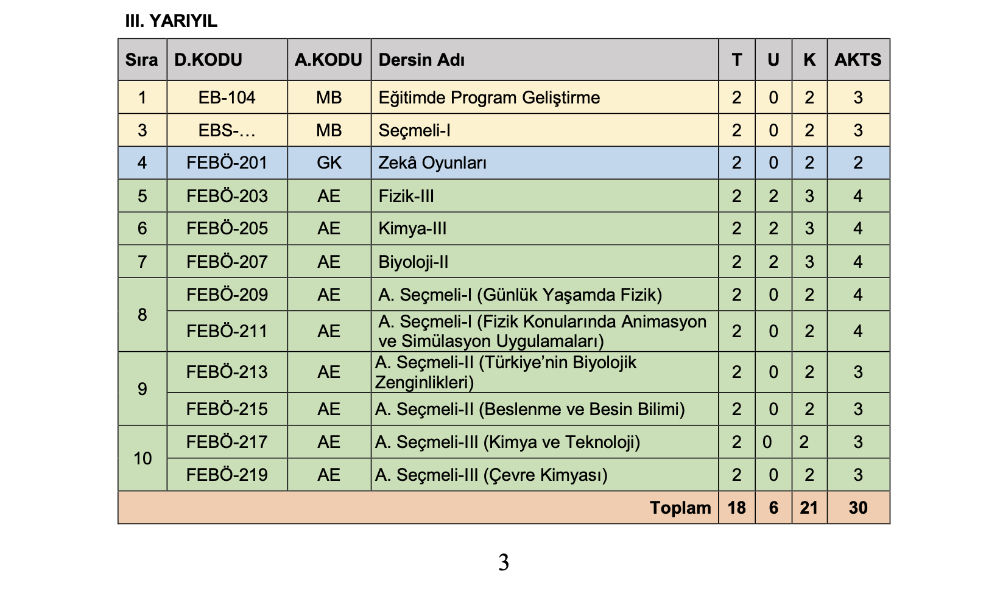 III. YARIYIL
Sıra D.KODU A.KODU Dersin Adı T U K AKTS
1 EB-104 MB Eğitimde Program Geliştirme 2 0 2 3
3 EBS-… MB Seçmeli-I 2 0 2 3
4 FEBÖ-201 GK Zekâ Oyunları 2 0 2 2
5 FEBÖ-203 AE Fizik-III 2 2 3 4
6 FEBÖ-205 AE Kimya-III 2 2 3 4
7 FEBÖ-207 AE Biyoloji-II 2 2 3 4
8 FEBÖ-209 AE A. Seçmeli-I (Günlük Yaşamda Fizik) 2 0 2 4
FEBÖ-211 AE A. Seçmeli-I (Fizik Konularında Animasyon
ve Simülasyon Uygulamaları) 2 0 2 4
9 FEBÖ-213 AE A. Seçmeli-II (Türkiye’nin Biyolojik
Zenginlikleri) 2 0 2 3
FEBÖ-215 AE A. Seçmeli-II (Beslenme ve Besin Bilimi) 2 0 2 3
10 FEBÖ-217 AE A. Seçmeli-III (Kimya ve Teknoloji) 2 0 2 3
FEBÖ-219 AE A. Seçmeli-III (Çevre Kimyası) 2 0 2 3
Toplam 18 6 21 30
3